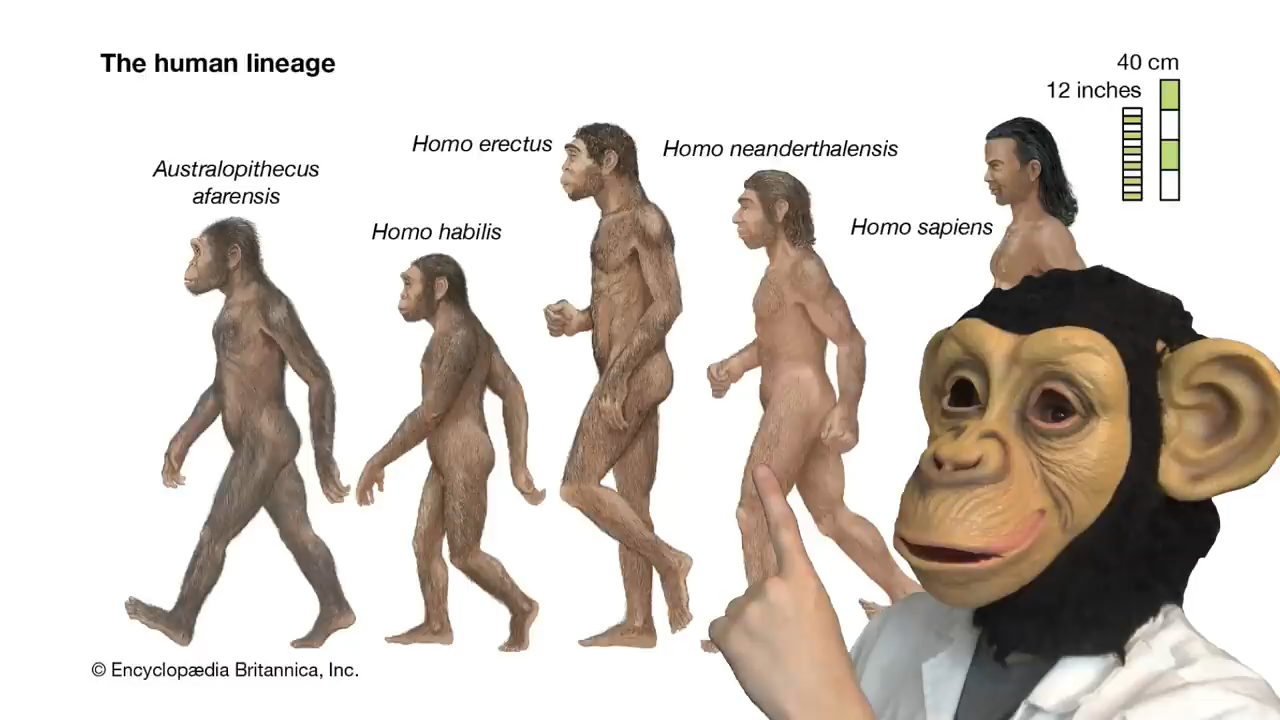 The human lineage
40 cm
12 inches
Homo erectus
Homo neanderthalensis
Australopithecus
afarensis
Homo habilis
Homo sapiens
© Encyclopædia Britannica, Inc.